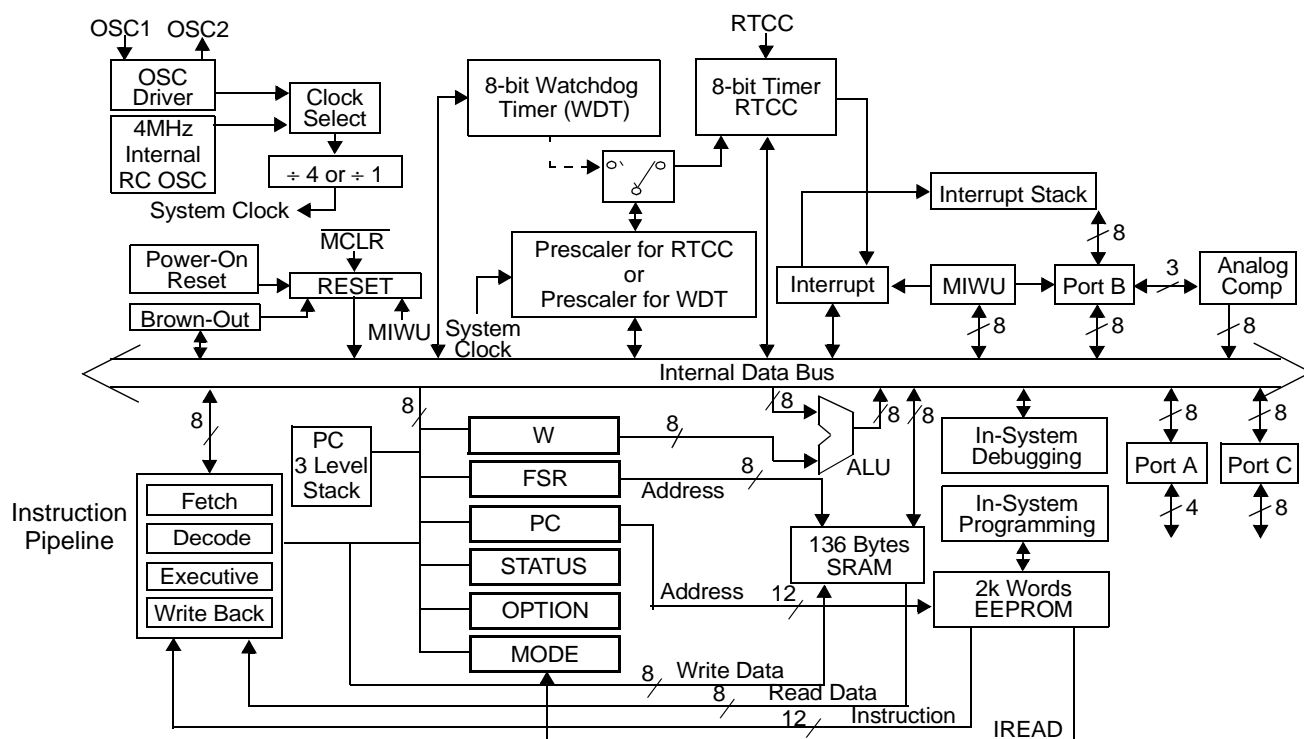 OSC1
OSC2
RTCC
OSC
Driver
Clock
Select
4MHz
Internal
RC OSC
÷ 4 or ÷ 1
System Clock
8-bit Watchdog
Timer (WDT)
8-bit Timer
RTCC
Interrupt Stack
8
MCLR
Power-On
Reset
RESET
Brown-Out
MIWU
System
Clock
Prescaler for RTCC
or
Prescaler for WDT
Interrupt
MIWU
Port B
3
Analog
Comp
8
8
8
Internal Data Bus
8
8
8
8
8
8
8
PC
3 Level
Stack
W
8
ALU
In-System
Debugging
Port A
Port C
FSR
8
Address
Instruction
Pipeline
Fetch
Decode
Executive
Write Back
PC
STATUS
OPTION
MODE
136 Bytes
SRAM
In-System
Programming
4
8
Address
12
2k Words
EEPROM
8
Write Data
8
Read Data
12
Instruction
IREAD